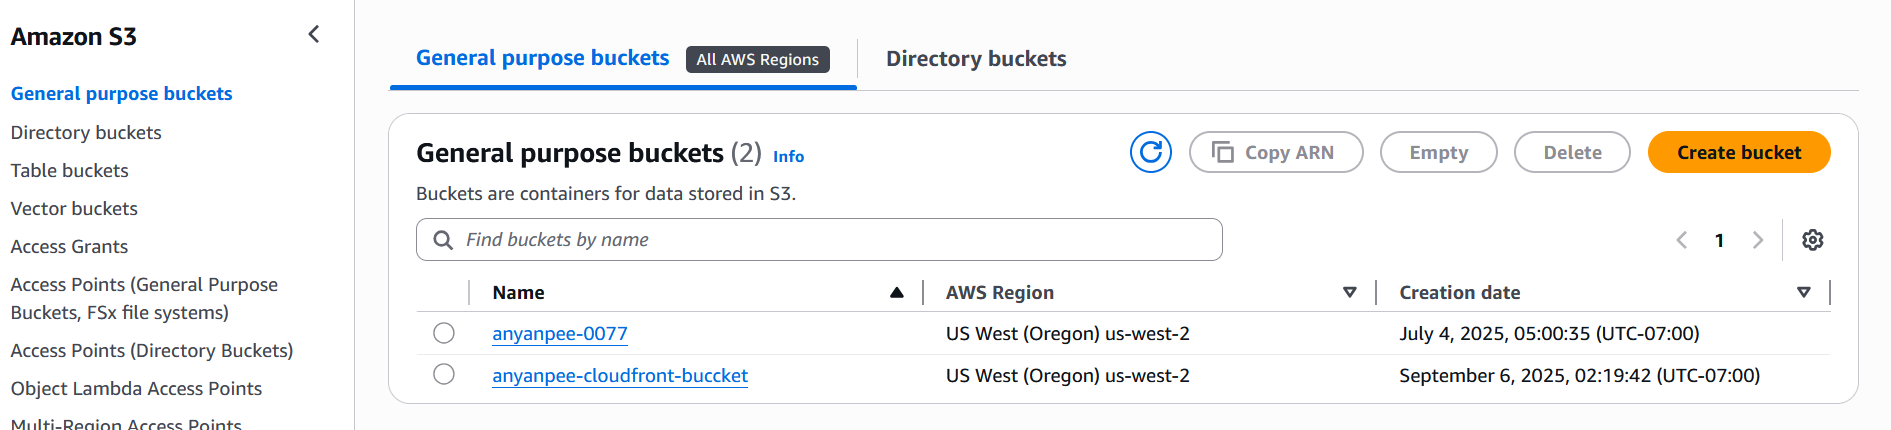 Amazon S3
General purpose buckets
Directory buckets
Table buckets
Vector buckets
Access Grants
Access Points (General Purpose
Buckets, FSx file systems)
Access Points (Directory Buckets)
Object Lambda Access Points
Multi-Region Access Points
General purpose buckets All AWS Regions Directory buckets
General purpose buckets (2) Info
Copy ARN Empty Delete Create bucket
Buckets are containers for data stored in S3.
Find buckets by name
1
Name AWS Region Creation date
anyanpee-0077 US West (Oregon) us-west-2 July 4, 2025, 05:00:35 (UTC-07:00)
anyanpee-cloudfront-buccket US West (Oregon) us-west-2 September 6, 2025, 02:19:42 (UTC-07:00)